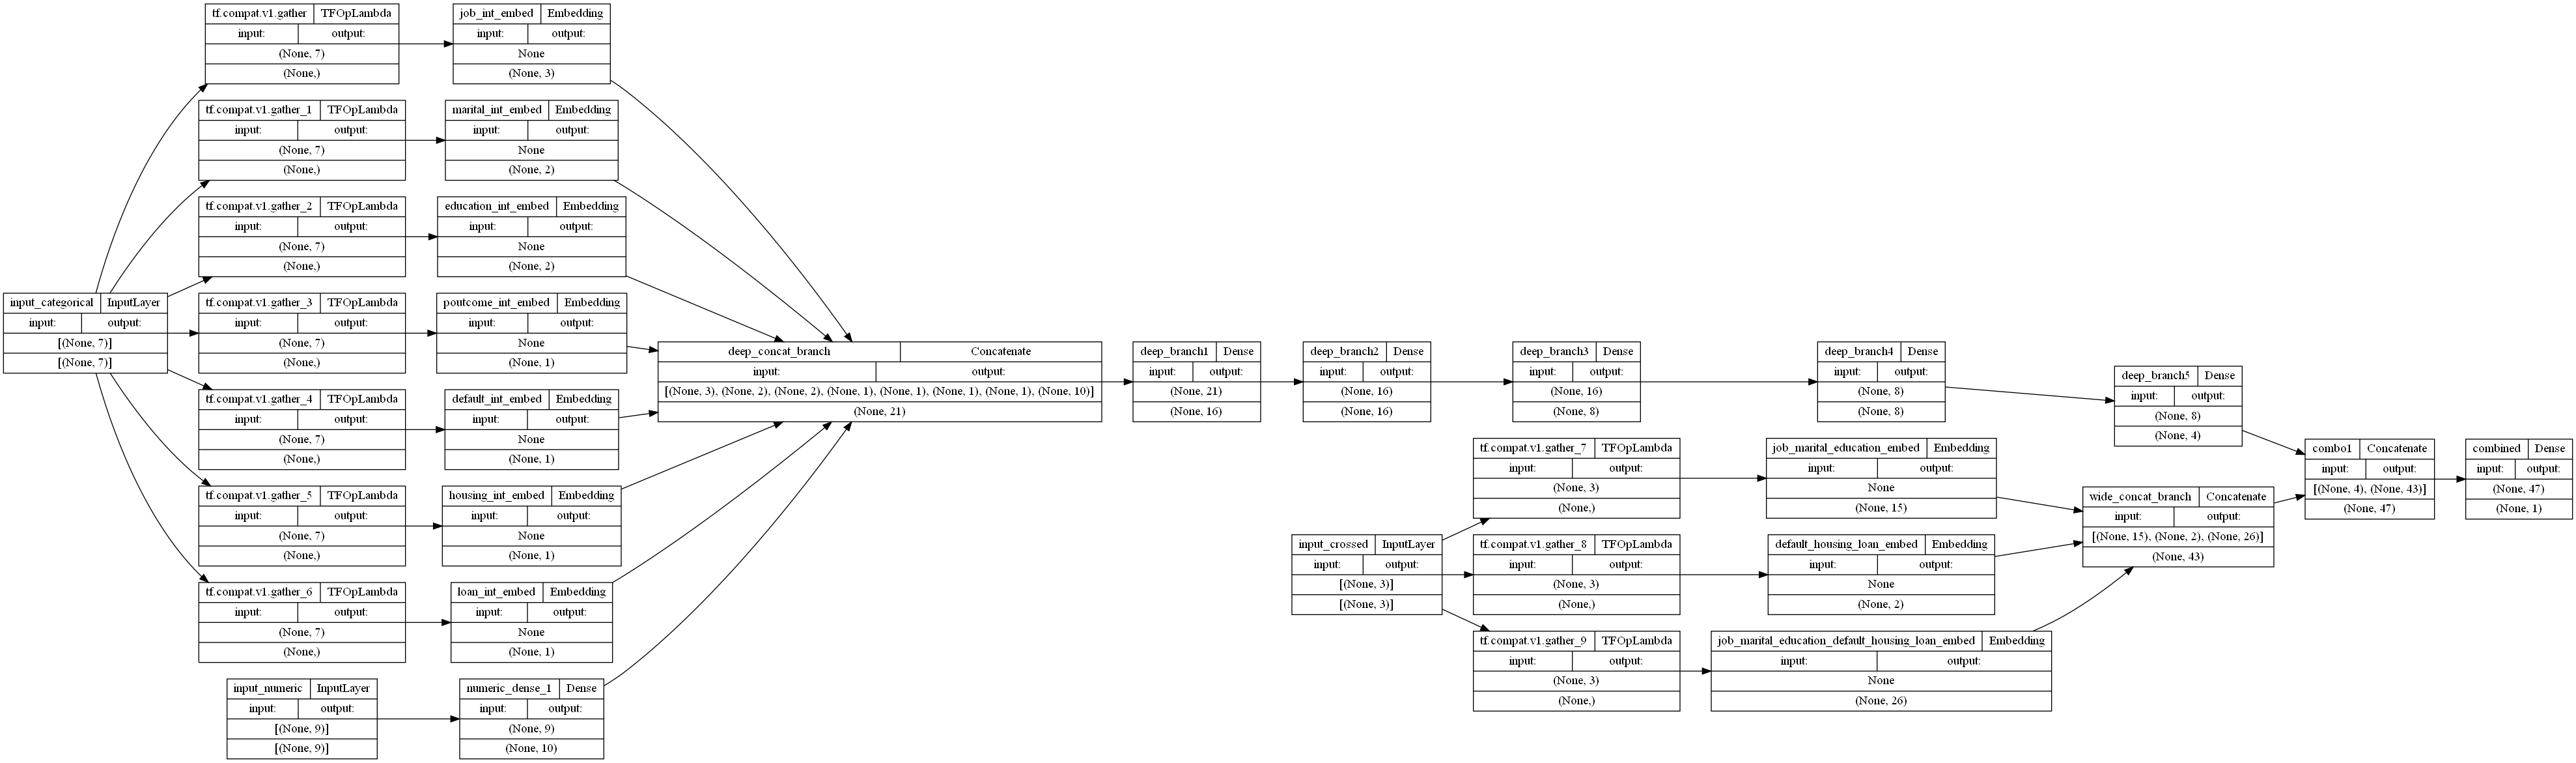 tf.compat.v1.gather TFOpLambda
input: output:
(None, 7)
(None,)
job_int_embed Embedding
input: output:
None
(None, 3)
tf.compat.v1.gather_1 TFOpLambda
input: output:
(None, 7)
(None,)
marital_int_embed Embedding
input: output:
None
(None, 2)
tf.compat.v1.gather_2 TFOpLambda
input: output:
(None, 7)
(None,)
education_int_embed Embedding
input: output:
None
(None, 2)
input_categorical InputLayer
input: output:
[(None, 7)]
[(None, 7)]
tf.compat.v1.gather_3 TFOpLambda
input: output:
(None, 7)
(None,)
poutcome_int_embed Embedding
input: output:
None
(None, 1)
tf.compat.v1.gather_4 TFOpLambda
input: output:
(None, 7)
(None,)
default_int_embed Embedding
input: output:
None
(None, 1)
tf.compat.v1.gather_5 TFOpLambda
input: output:
(None, 7)
(None,)
housing_int_embed Embedding
input: output:
None
(None, 1)
tf.compat.v1.gather_6 TFOpLambda
input: output:
(None, 7)
(None,)
loan_int_embed Embedding
input: output:
None
(None, 1)
input_numeric InputLayer
input: output:
[(None, 9)]
[(None, 9)]
numeric_dense_1 Dense
input: output:
(None, 9)
(None, 10)
deep_concat_branch Concatenate
input: output:
[(None, 3), (None, 2), (None, 2), (None, 1), (None, 1), (None, 1), (None, 1), (None, 10)]
(None, 21)
deep_branch1 Dense
input: output:
(None, 21)
(None, 16)
deep_branch2 Dense
input: output:
(None, 16)
(None, 16)
deep_branch3 Dense
input: output:
(None, 16)
(None, 8)
deep_branch4 Dense
input: output:
(None, 8)
(None, 8)
deep_branch5 Dense
input: output:
(None, 8)
(None, 4)
input_crossed InputLayer
input: output:
[(None, 3)]
[(None, 3)]
tf.compat.v1.gather_7 TFOpLambda
input: output:
(None, 3)
(None,)
job_marital_education_embed Embedding
input: output:
None
(None, 15)
tf.compat.v1.gather_8 TFOpLambda
input: output:
(None, 3)
(None,)
default_housing_loan_embed Embedding
input: output:
None
(None, 2)
tf.compat.v1.gather_9 TFOpLambda
input: output:
(None, 3)
(None,)
job_marital_education_default_housing_loan_embed Embedding
input: output:
None
(None, 26)
wide_concat_branch Concatenate
input: output:
[(None, 15), (None, 2), (None, 26)]
(None, 43)
combo1 Concatenate
input: output:
[(None, 4), (None, 43)]
(None, 47)
combined Dense
input: output:
(None, 47)
(None, 1)